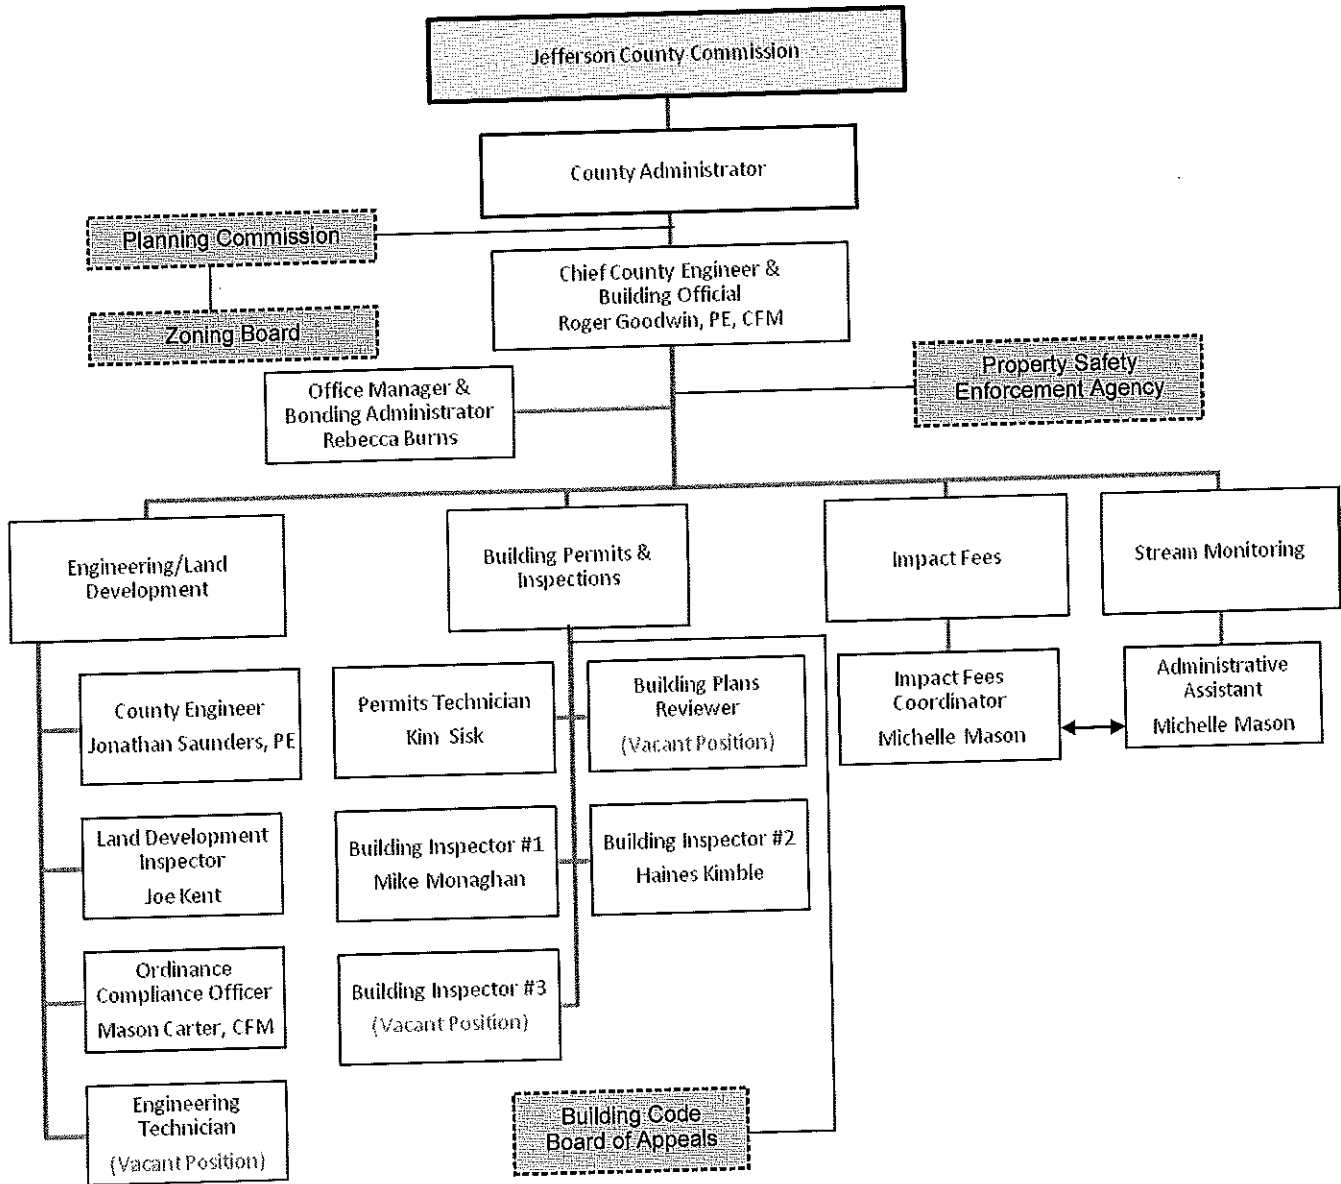 Jefferson County Commission
County Administrator
Planning Commission
Zoning Board
Chief County Engineer &
Building Official
Roger Goodwin, PE, CFM
Office Manager &
Bonding Administrator
Rebecca Burns
Property Safety
Enforcement Agency
Engineering/Land
Development
Building Permits &
Inspections
Impact Fees
Stream Monitoring
County Engineer
Jonathan Saunders, PE
Land Development
Inspector
Joe Kent
Ordinance
Compliance Officer
Mason Carter, CFM
Engineering
Technician
(Vacant Position)
Permits Technician
Kim Sisk
Building Plans
Reviewer
(Vacant Position)
Building Inspector #1
Mike Monaghan
Building Inspector #2
Haines Kimble
Building Inspector #3
(Vacant Position)
Building Code
Board of Appeals
Impact Fees
Coordinator
Michelle Mason
Administrative
Assistant
Michelle Mason